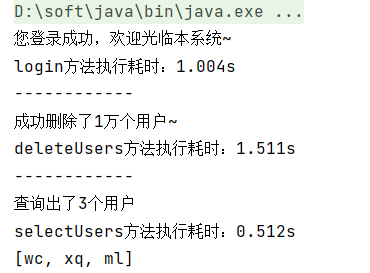 D:\soft\java\bin\java.exe ...
您登录成功，欢迎光临本系统~
login方法执行耗时：1.004s
------------
成功删除了1万个用户~
deleteUsers方法执行耗时：1.511s
------------
查询出了3个用户
selectUsers方法执行耗时：0.512s
[wc, xq, ml]